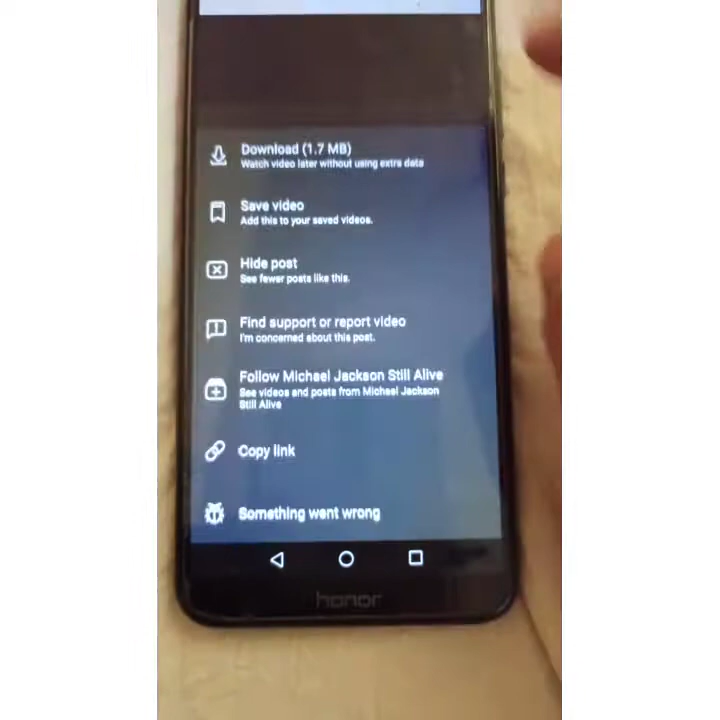 Download (1.7 MB)
Watch video later without using extra data
Save video
Add this to your saved videos.
Hide post
See fewer posts like this.
Find support or report video
I'm concerned about this post.
Follow Michael Jackson Still Alive
See videos and posts from Michael Jackson
Still Alive
Copy link
Something went wrong
honor